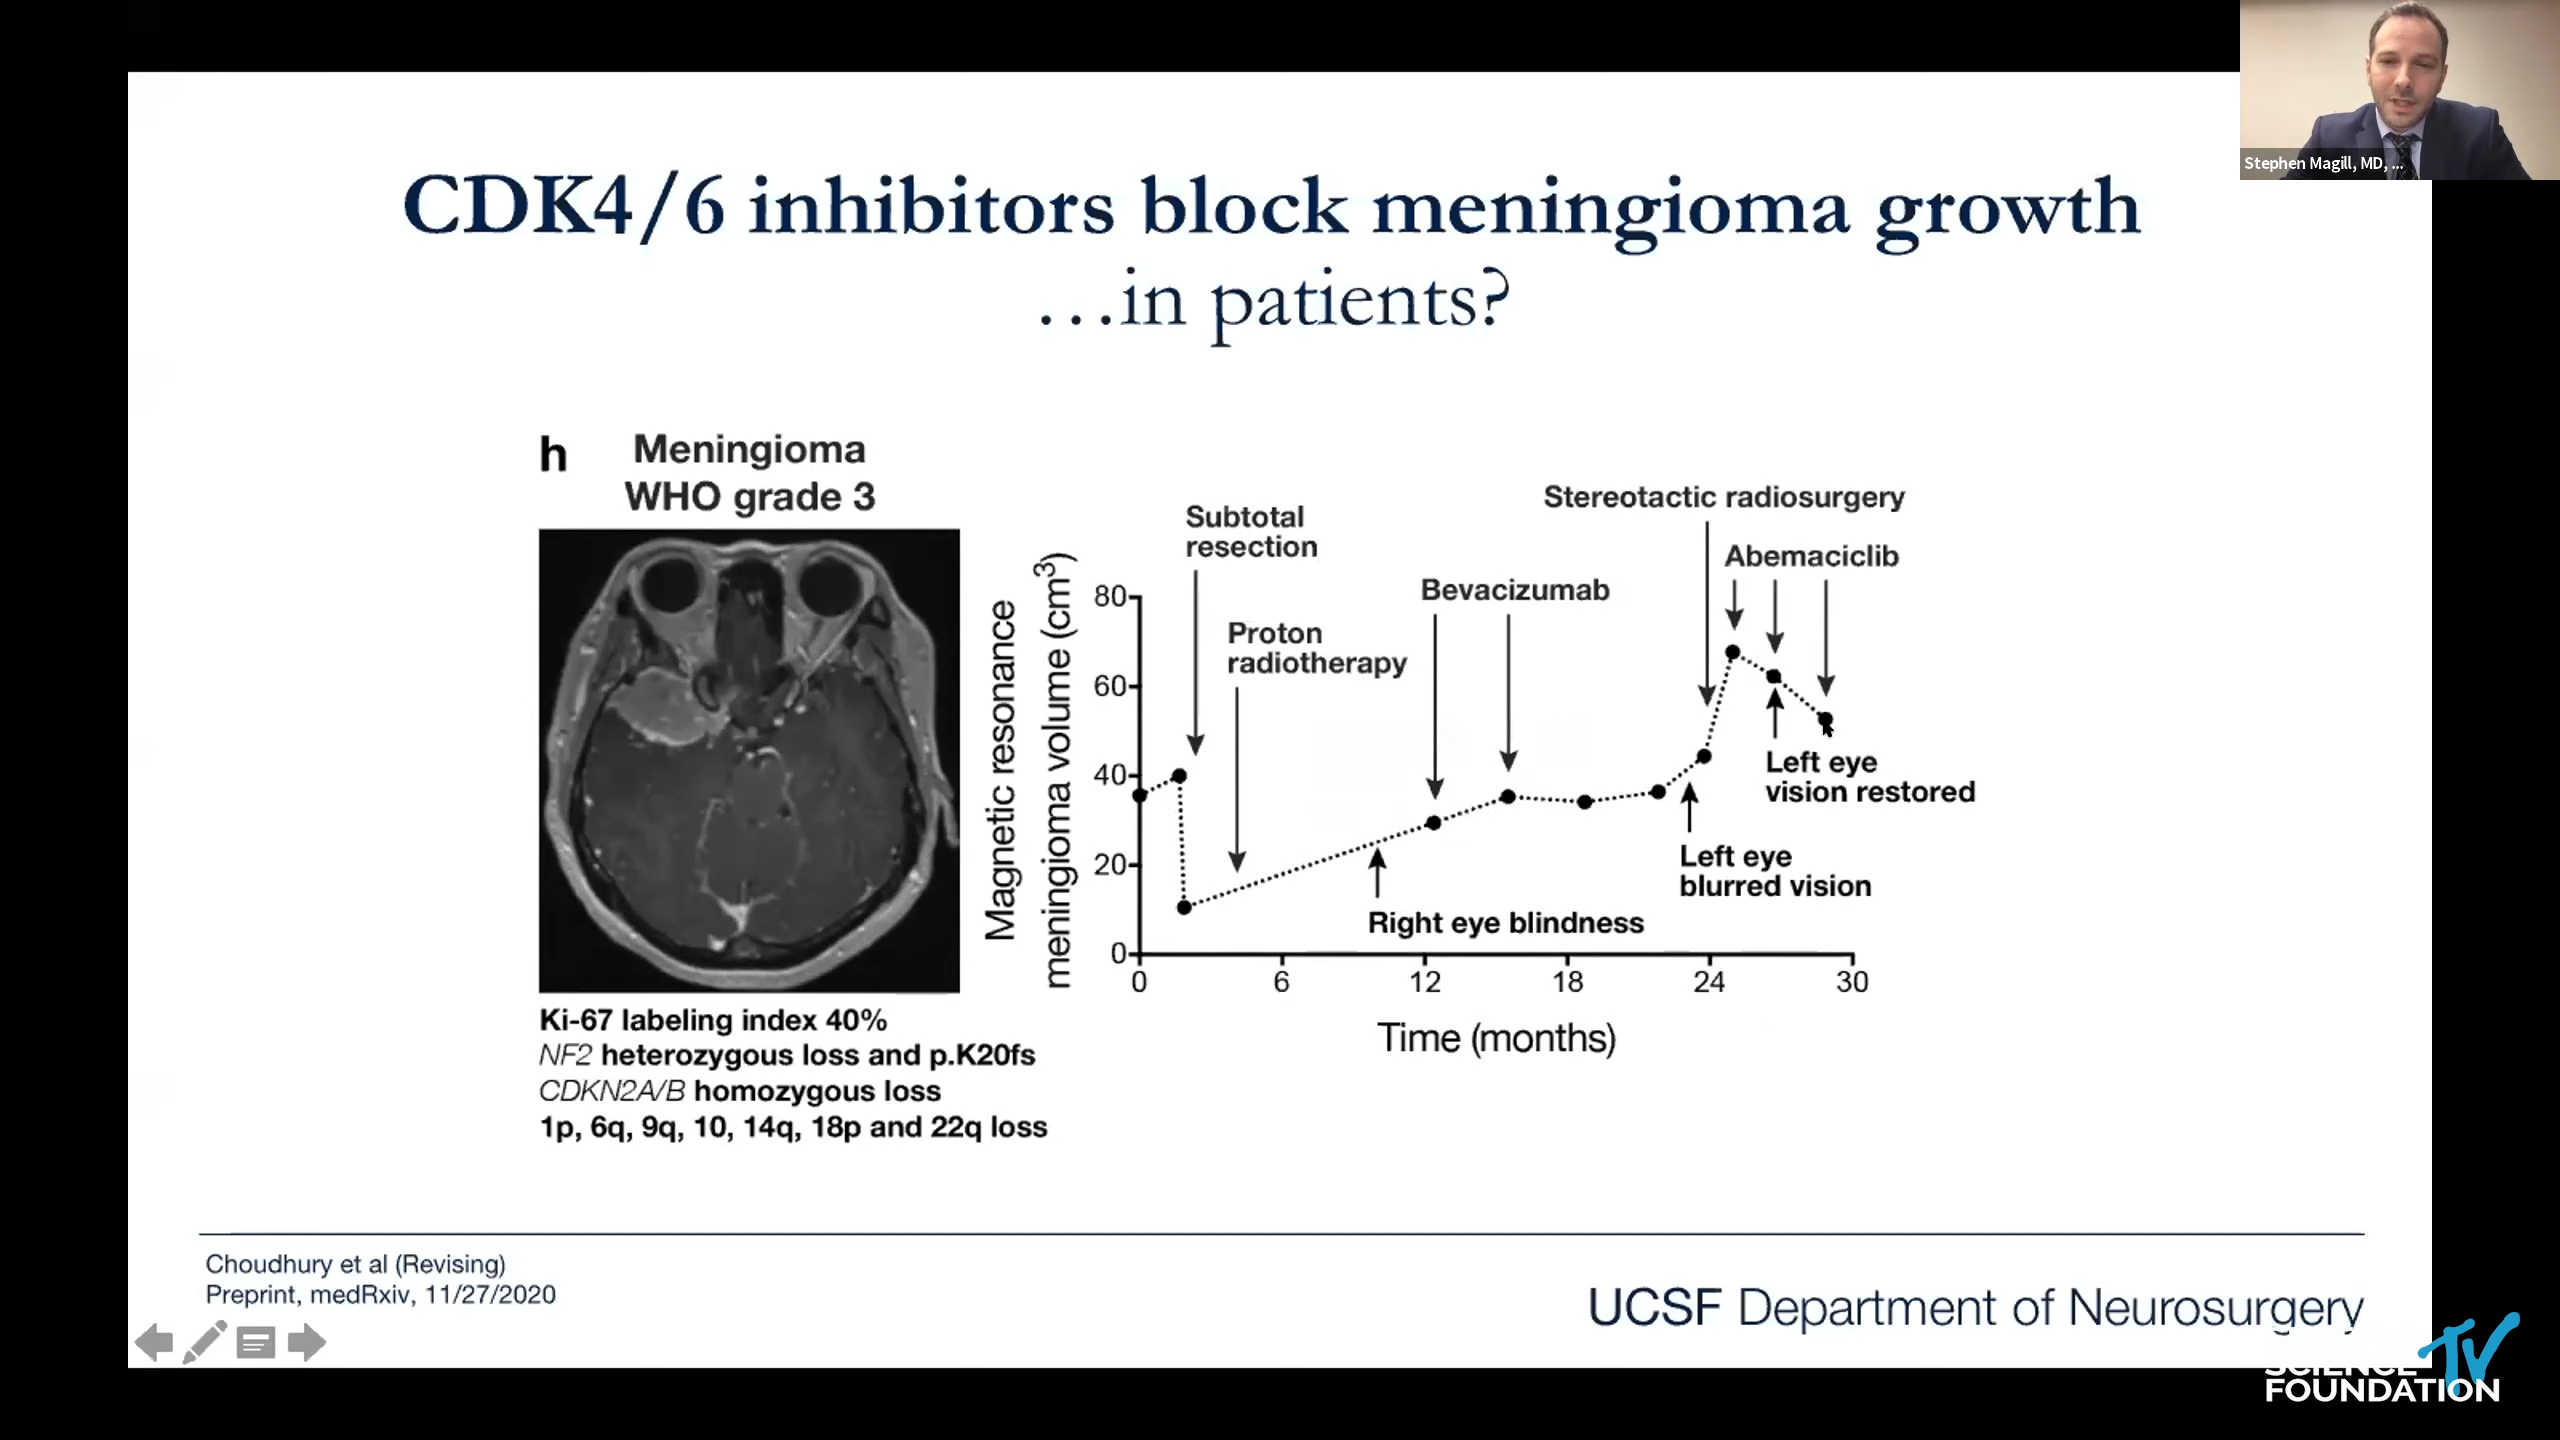 Stephen Magill, MD, ...
CDK4/6 inhibitors block meningioma growth
…in patients?
h
Meningioma
WHO grade 3
Ki-67 labeling index 40%
NF2 heterozygous loss and p.K20fs
CDKN2A/B homozygous loss
1p, 6q, 9q, 10, 14q, 18p and 22q loss
Magnetic resonance
meningioma volume (cm³)
80
60
40
20
0
Subtotal
resection
Proton
radiotherapy
Bevacizumab
Stereotactic radiosurgery
Abemaciclib
Left eye
vision restored
Left eye
blurred vision
Right eye blindness
0 6 12 18 24 30
Time (months)
Choudhury et al (Revising)
Preprint, medRxiv, 11/27/2020
UCSF Department of Neurosurgery
TV
SCIENCE
FOUNDATION